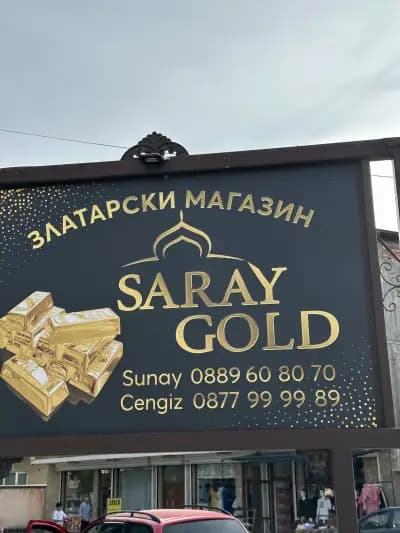 ЗЛАТАРСКИ МАГАЗИН
SARAY
GOLD
Sunay 0889 60 80 70
Cengiz 0877 99 99 89